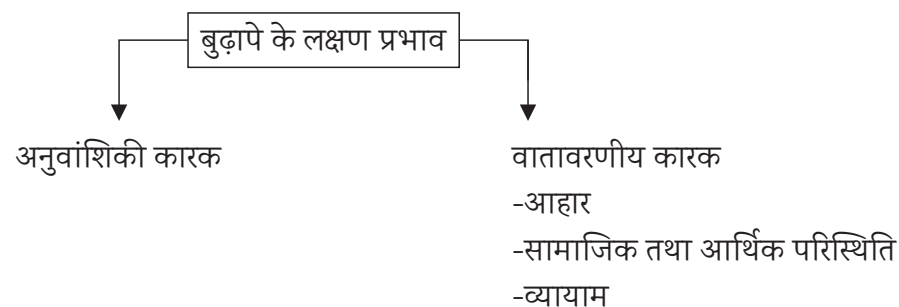 बुढ़ापे के लक्षण प्रभाव
अनुवांशिकी कारक
वातावरणीय कारक
-आहार
-सामाजिक तथा आर्थिक परिस्थिति
-व्यायाम